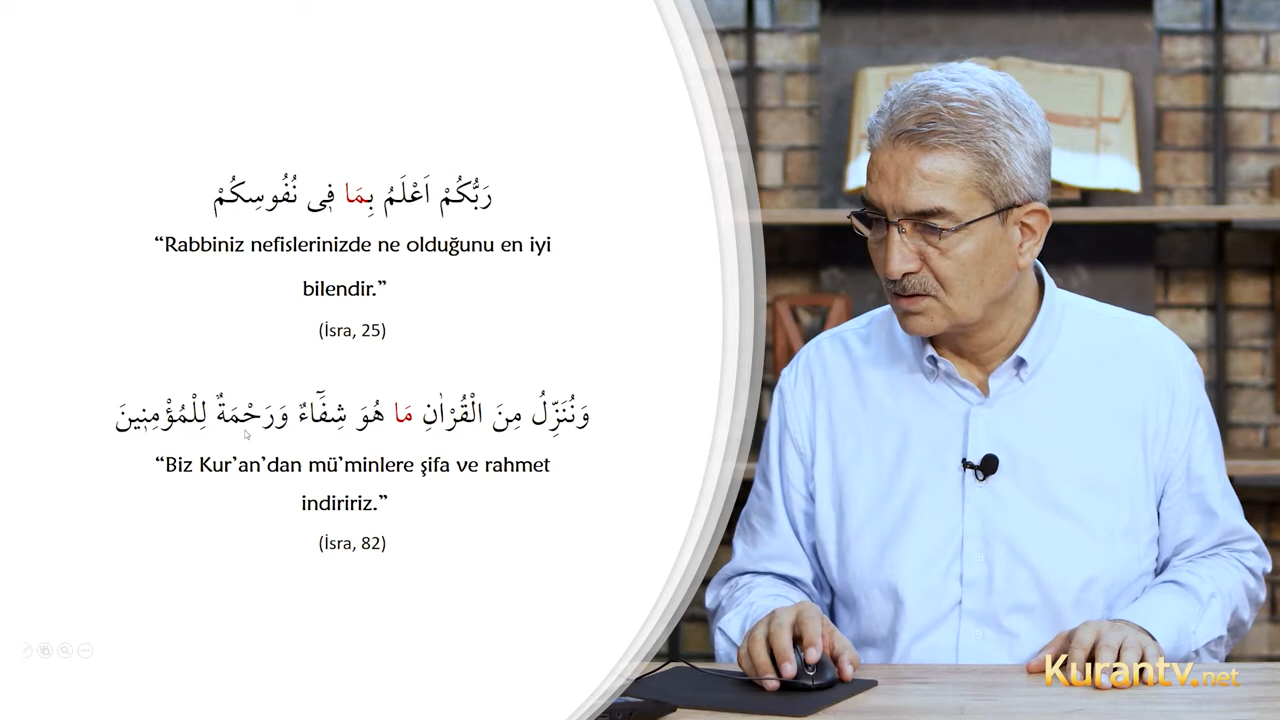 رَبُّكُمْ اَعْلَمُ بِمَا فٖى نُفُوسِكُمْ
“Rabbiniz nefislerinizde ne olduğunu en iyi
bilendir.”
(İsra, 25)
وَنُنَزِّلُ مِنَ الْقُرْاٰنِ مَا هُوَ شِفَٓاءٌ وَرَحْمَةٌ لِلْمُؤْمِنٖينَ
“Biz Kur’an’dan mü’minlere şifa ve rahmet
indiririz.”
(İsra, 82)
Kurantv.net